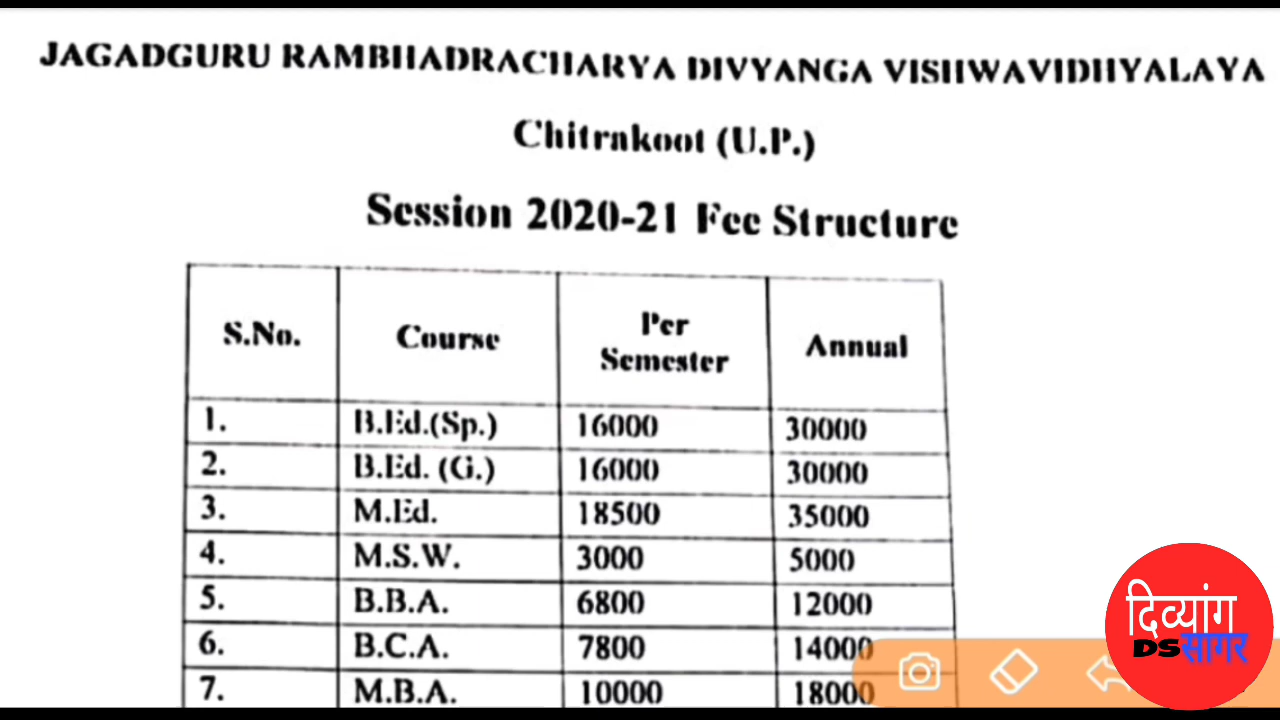 JAGADGURU RAMBHADRACHARYA DIVYANGA VISHWAVIDHYALAYA
Chitrakoot (U.P.)
Session 2020-21 Fee Structure
S.No. Course Per Semester Annual
1. B.Ed.(Sp.) 16000 30000
2. B.Ed. (G.) 16000 30000
3. M.Ed. 18500 35000
4. M.S.W. 3000 5000
5. B.B.A. 6800 12000
6. B.C.A. 7800 14000
7. M.B.A. 10000 18000
दिव्यांग
DSसागर